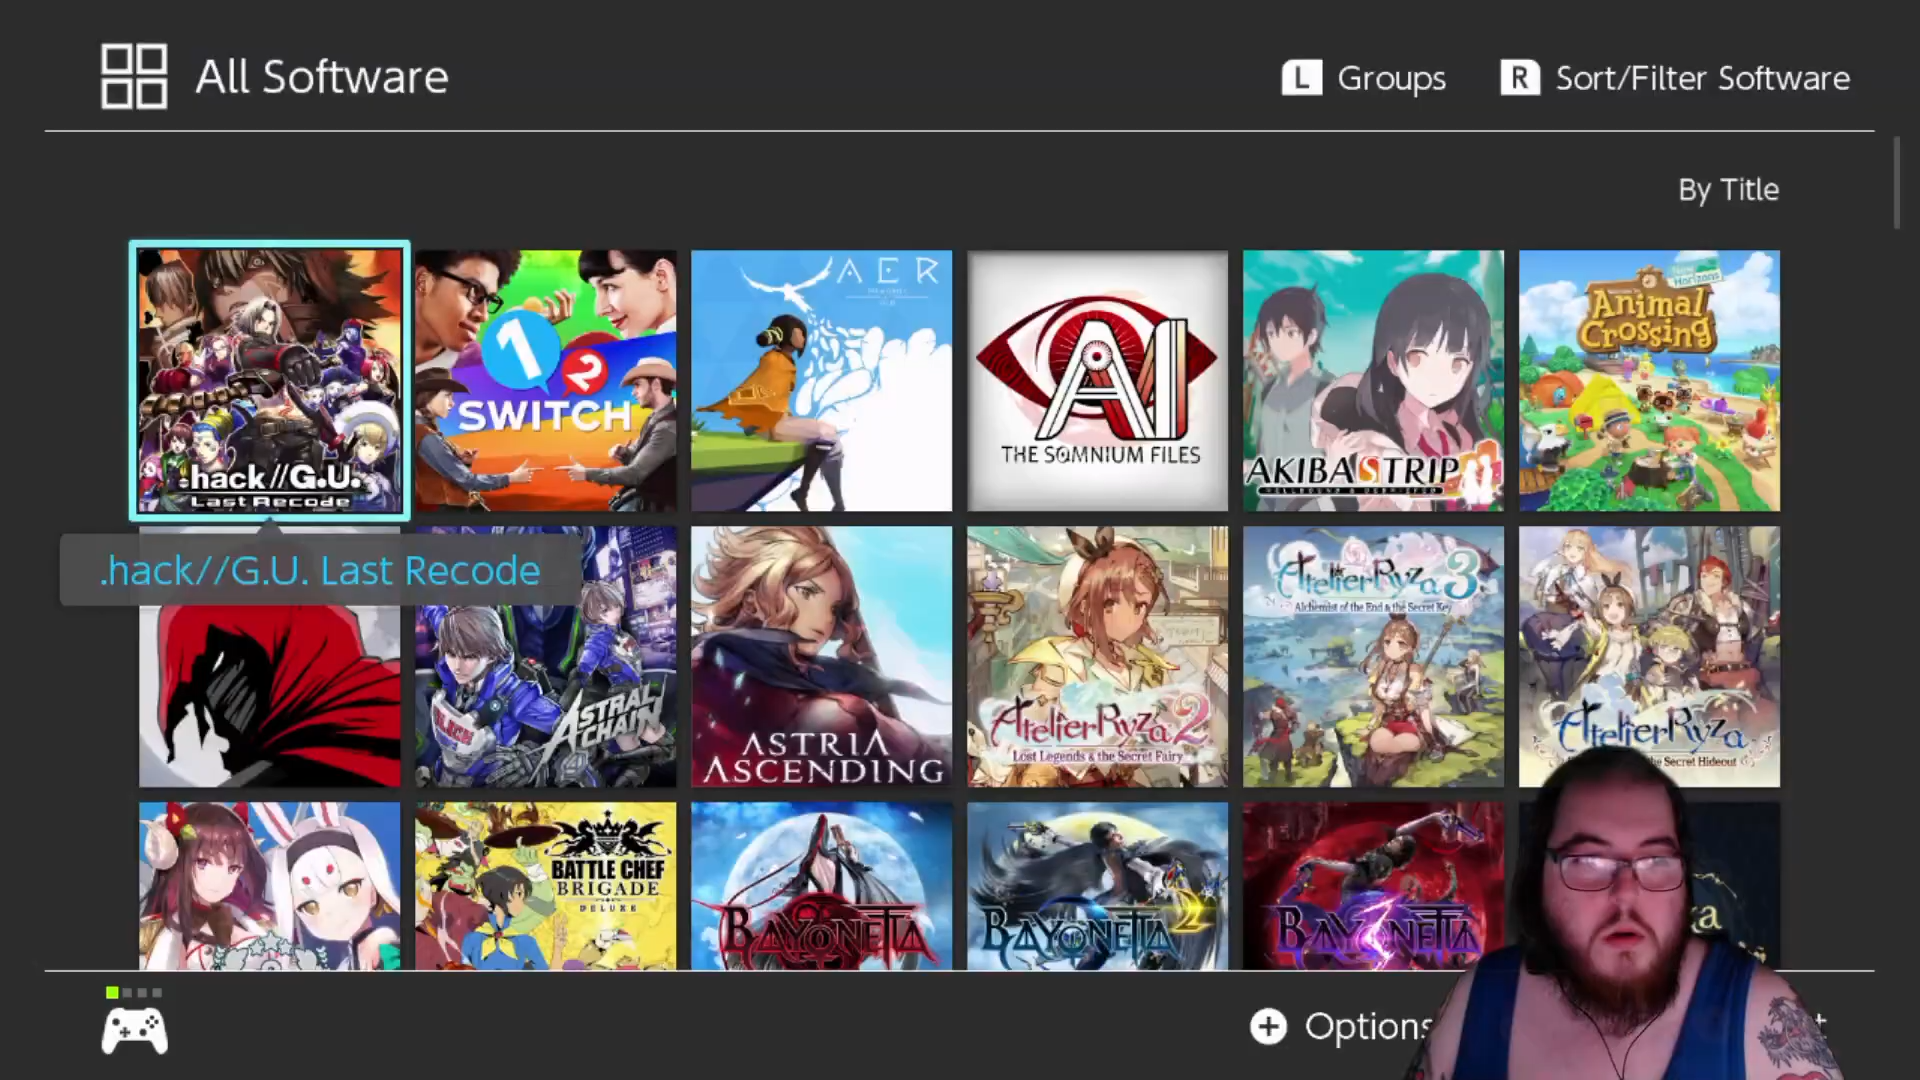 All Software
L Groups
R Sort/Filter Software
By Title
.hack//G.U.
Last Recode
1 2
SWITCH
AER
AI
THE SOMNIUM FILES
AKIBA'S TRIP
New
Horizons
Animal
Crossing
.hack//G.U. Last Recode
POLICE
ASTRAL
CHAIN
ASTRIA
ASCENDING
Atelier Ryza 2
Lost Legends & the Secret Fairy
Atelier Ryza 3
Alchemist of the End & the Secret Key
Atelier Ryza
the Secret Hideout
BATTLE CHEF
BRIGADE
DELUXE
BAYONETTA
BAYONETTA 2
BAYONETTA
Options